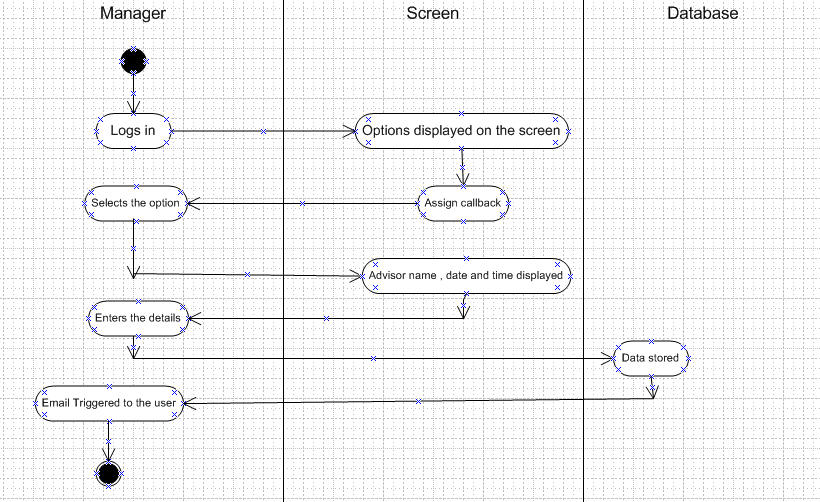 Manager
Screen
Database
Logs in
Options displayed on the screen
Selects the option
Assign callback
Advisor name , date and time displayed
Enters the details
Data stored
Email Triggered to the user